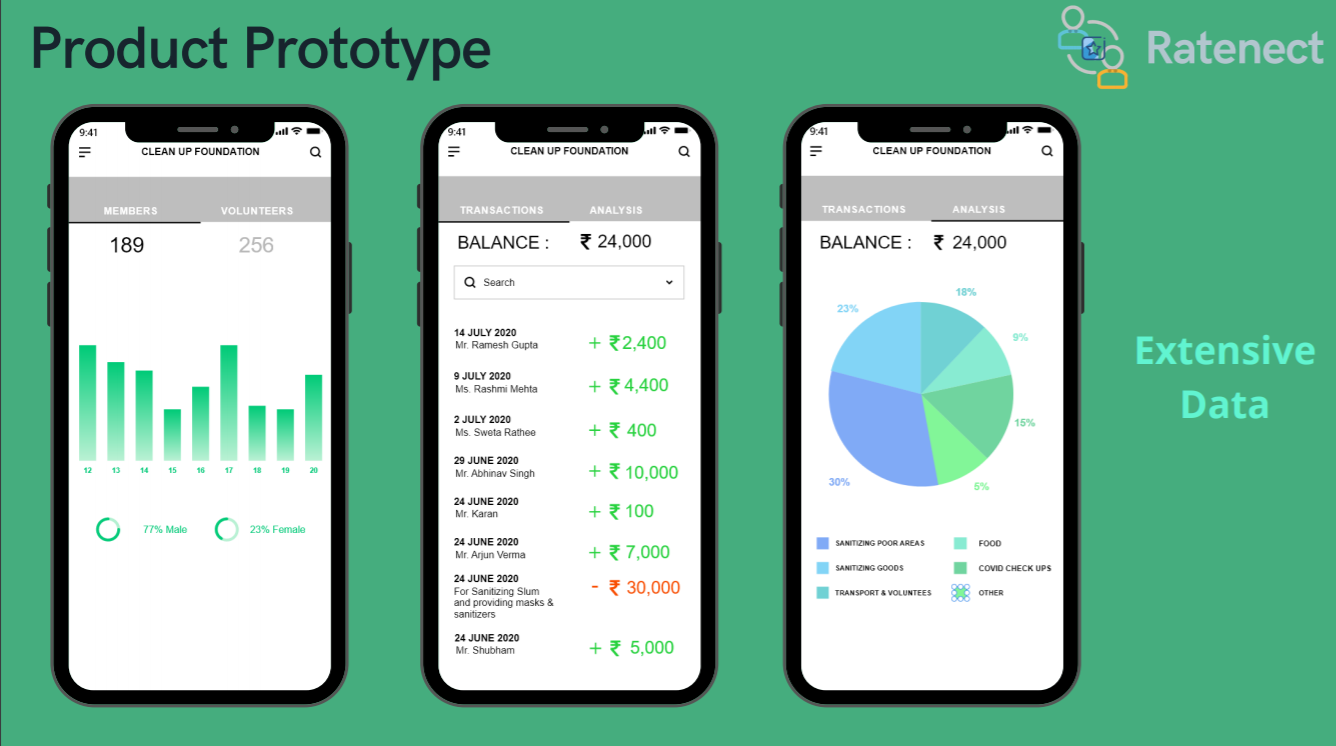 Product Prototype
Ratenect
9:41
CLEAN UP FOUNDATION
MEMBERS VOLUNTEERS
189 256
12 13 14 15 16 17 18 19 20
77% Male 23% Female
9:41
CLEAN UP FOUNDATION
TRANSACTIONS ANALYSIS
BALANCE : ₹ 24,000
Search
14 JULY 2020
Mr. Ramesh Gupta + ₹2,400
9 JULY 2020
Ms. Rashmi Mehta + ₹ 4,400
2 JULY 2020
Ms. Sweta Rathee + ₹ 400
29 JUNE 2020
Mr. Abhinav Singh + ₹ 10,000
24 JUNE 2020
Mr. Karan + ₹ 100
24 JUNE 2020
Mr. Arjun Verma + ₹ 7,000
24 JUNE 2020
For Sanitizing Slum - ₹ 30,000
and providing masks &
sanitizers
24 JUNE 2020
Mr. Shubham + ₹ 5,000
9:41
CLEAN UP FOUNDATION
TRANSACTIONS ANALYSIS
BALANCE : ₹ 24,000
18%
23%
9%
15%
30%
5%
SANITIZING POOR AREAS FOOD
SANITIZING GOODS COVID CHECK UPS
TRANSPORT & VOLUNTEES OTHER
Extensive
Data